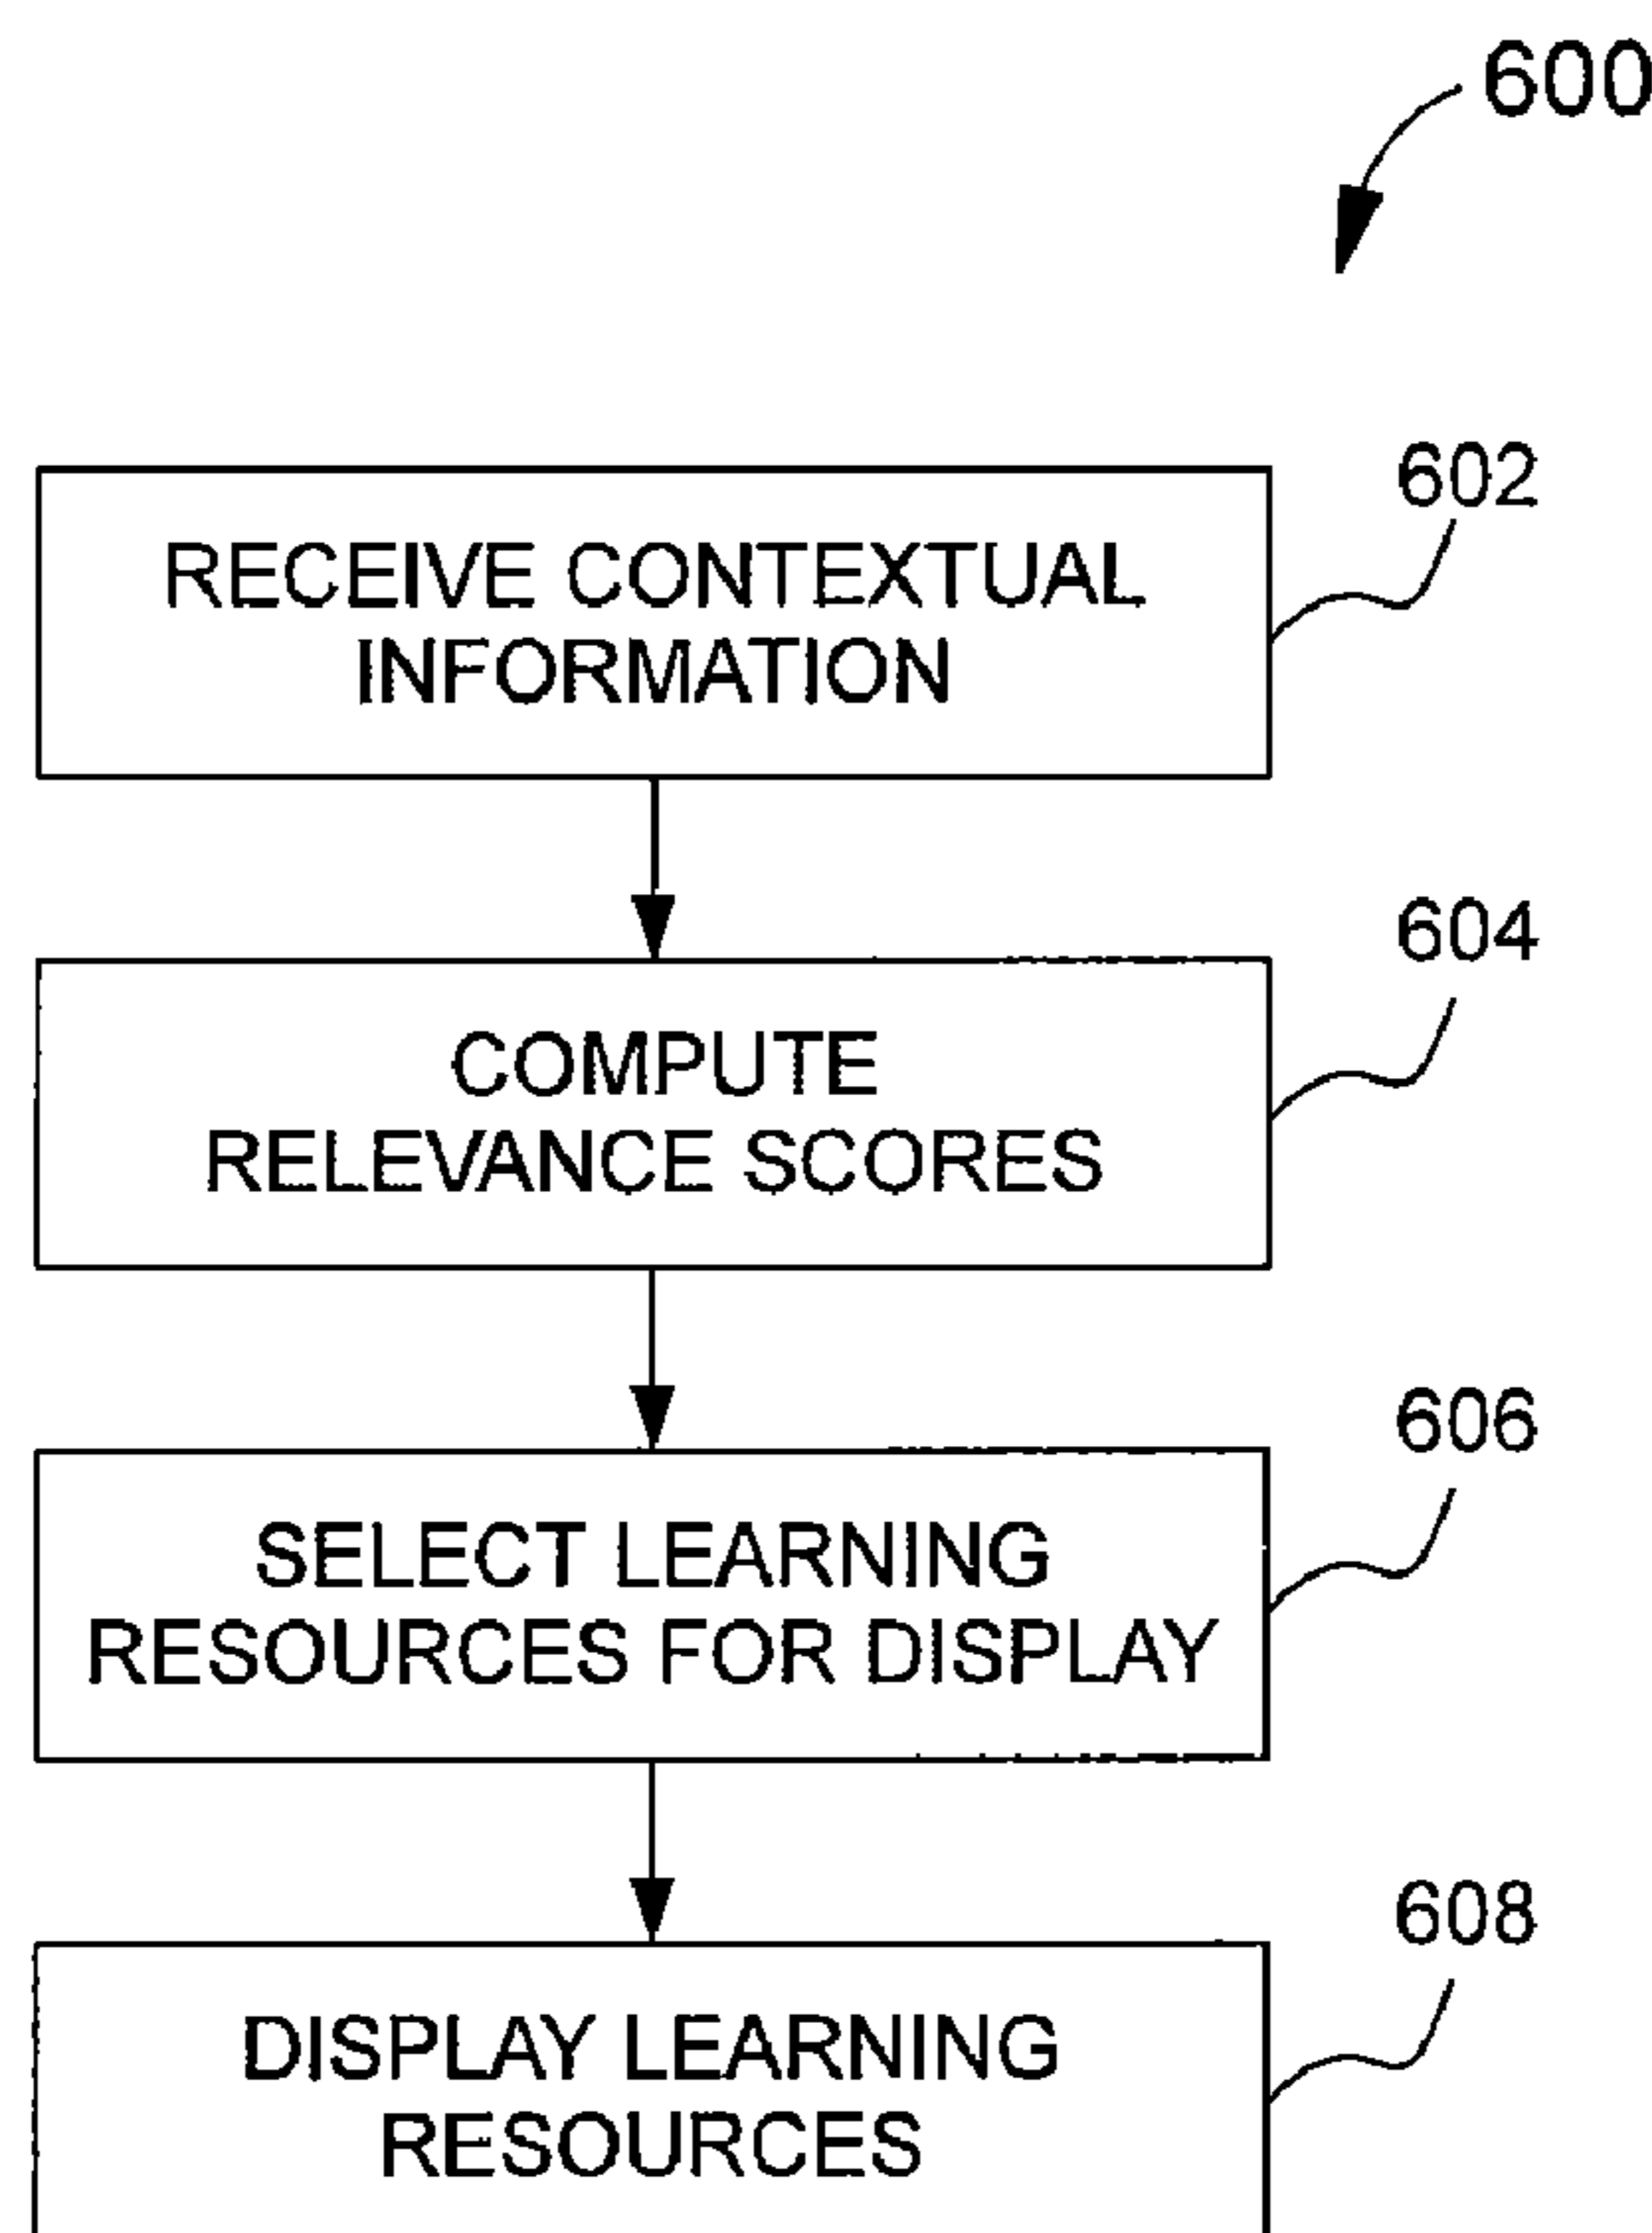 600
602
RECEIVE CONTEXTUAL
INFORMATION
604
COMPUTE
RELEVANCE SCORES
606
SELECT LEARNING
RESOURCES FOR DISPLAY
608
DISPLAY LEARNING
RESOURCES